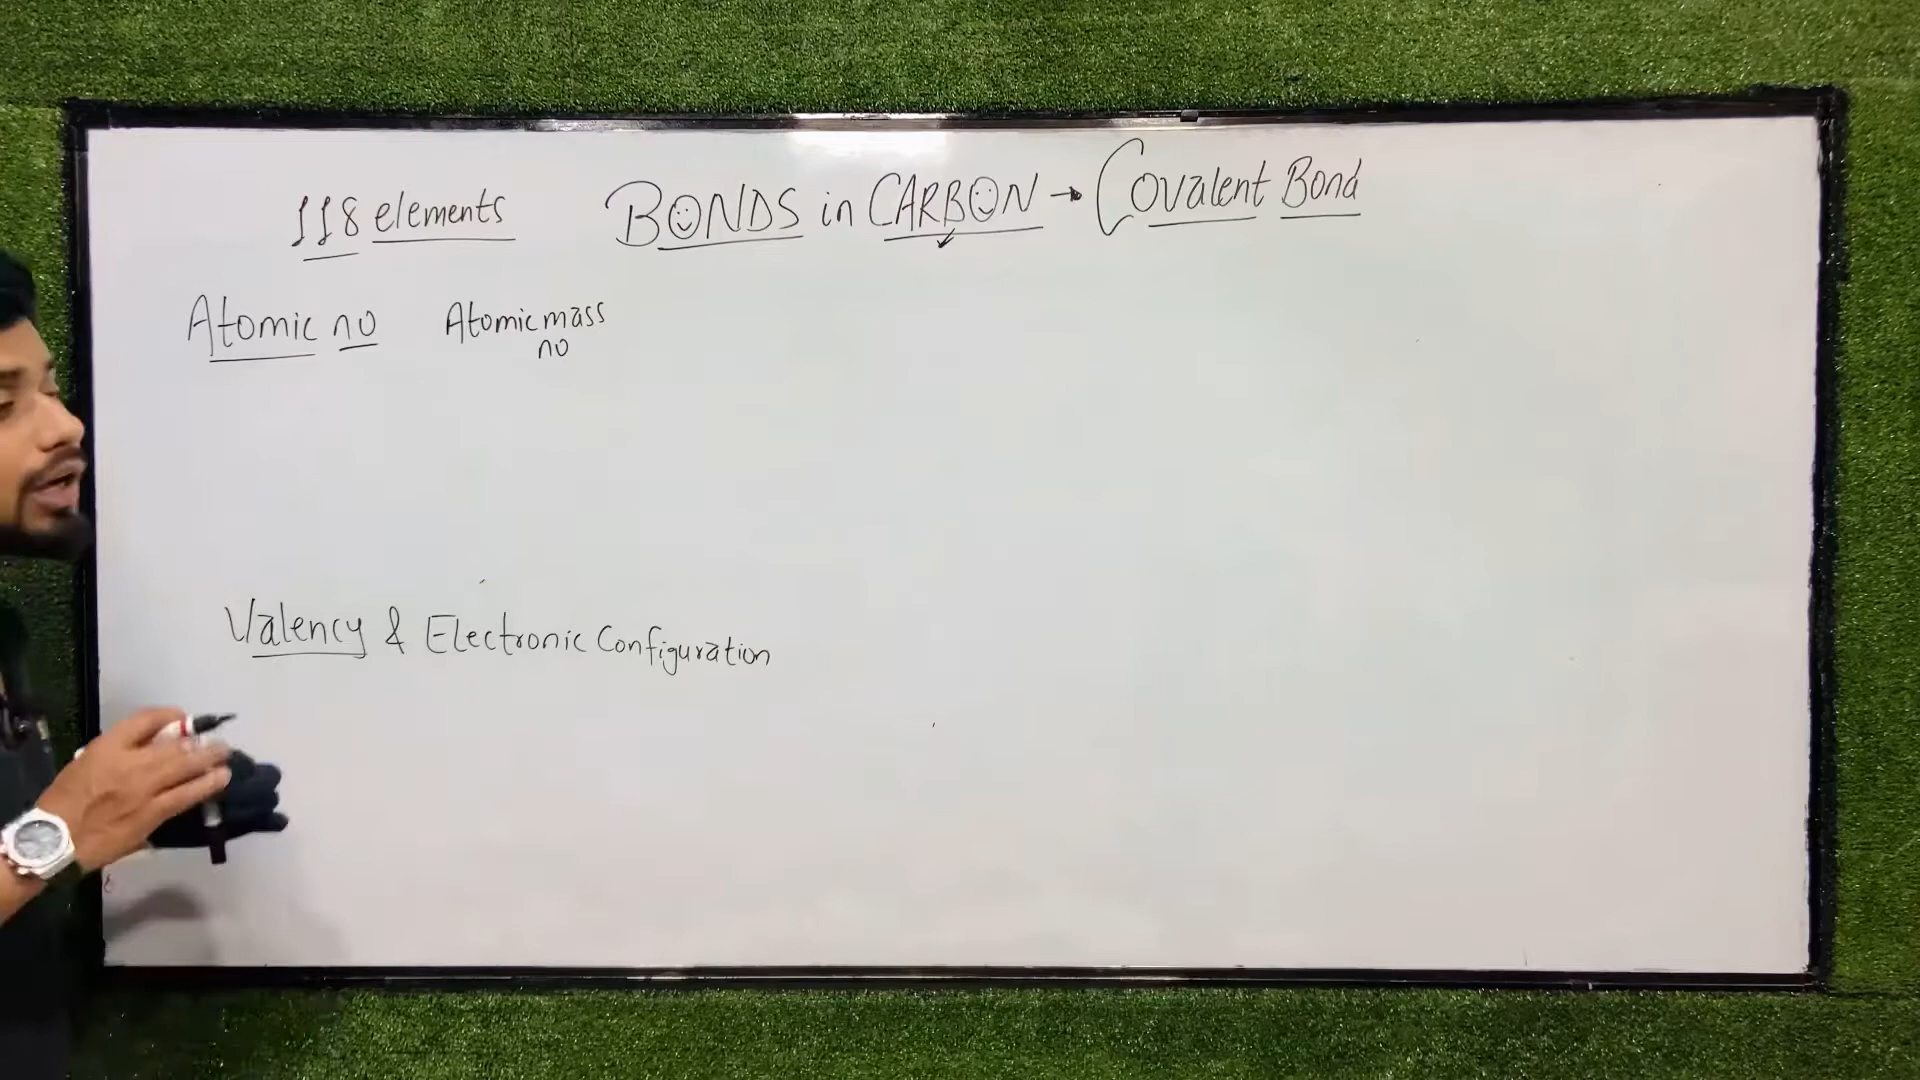 118 elements BONDS in CARBON → Covalent Bond
Atomic no Atomic mass
no
Valency & Electronic Configuration